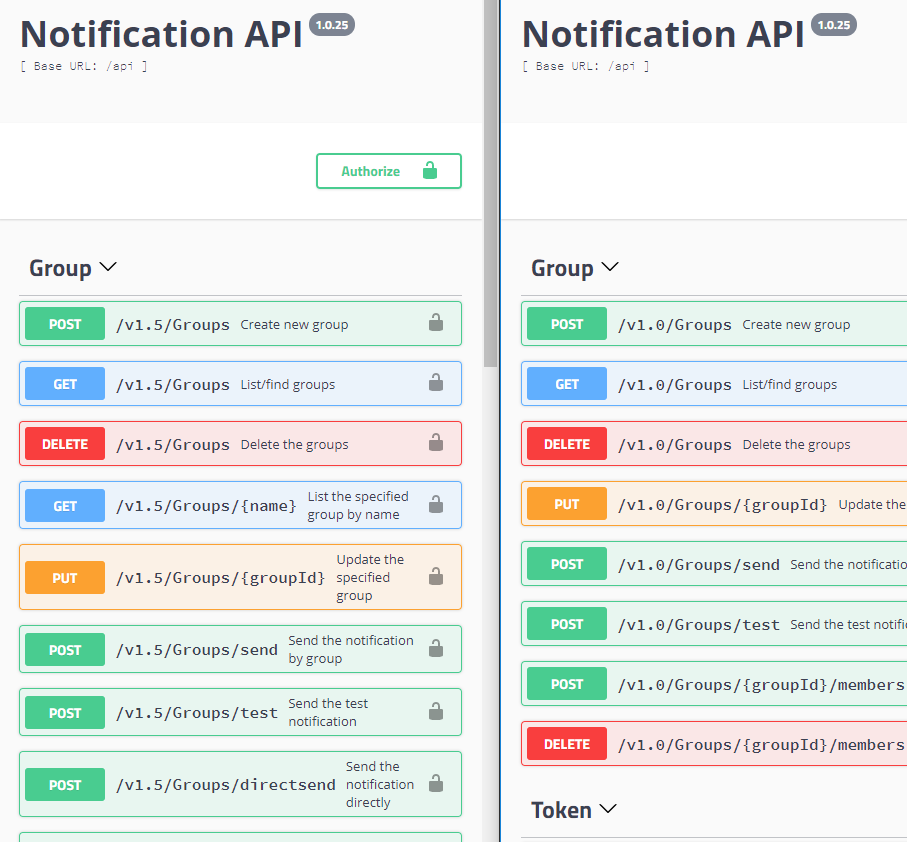 Notification API 1.0.25
[ Base URL: /api ]
Authorize
Group
POST /v1.5/Groups Create new group
GET /v1.5/Groups List/find groups
DELETE /v1.5/Groups Delete the groups
GET /v1.5/Groups/{name} List the specified
group by name
PUT /v1.5/Groups/{groupId} Update the
specified
group
POST /v1.5/Groups/send Send the notification
by group
POST /v1.5/Groups/test Send the test
notification
POST /v1.5/Groups/directsend Send the
notification
directly
Notification API 1.0.25
[ Base URL: /api ]
Group
POST /v1.0/Groups Create new group
GET /v1.0/Groups List/find groups
DELETE /v1.0/Groups Delete the groups
PUT /v1.0/Groups/{groupId} Update the
POST /v1.0/Groups/send Send the notificatio
POST /v1.0/Groups/test Send the test notifi
POST /v1.0/Groups/{groupId}/members
DELETE /v1.0/Groups/{groupId}/members
Token